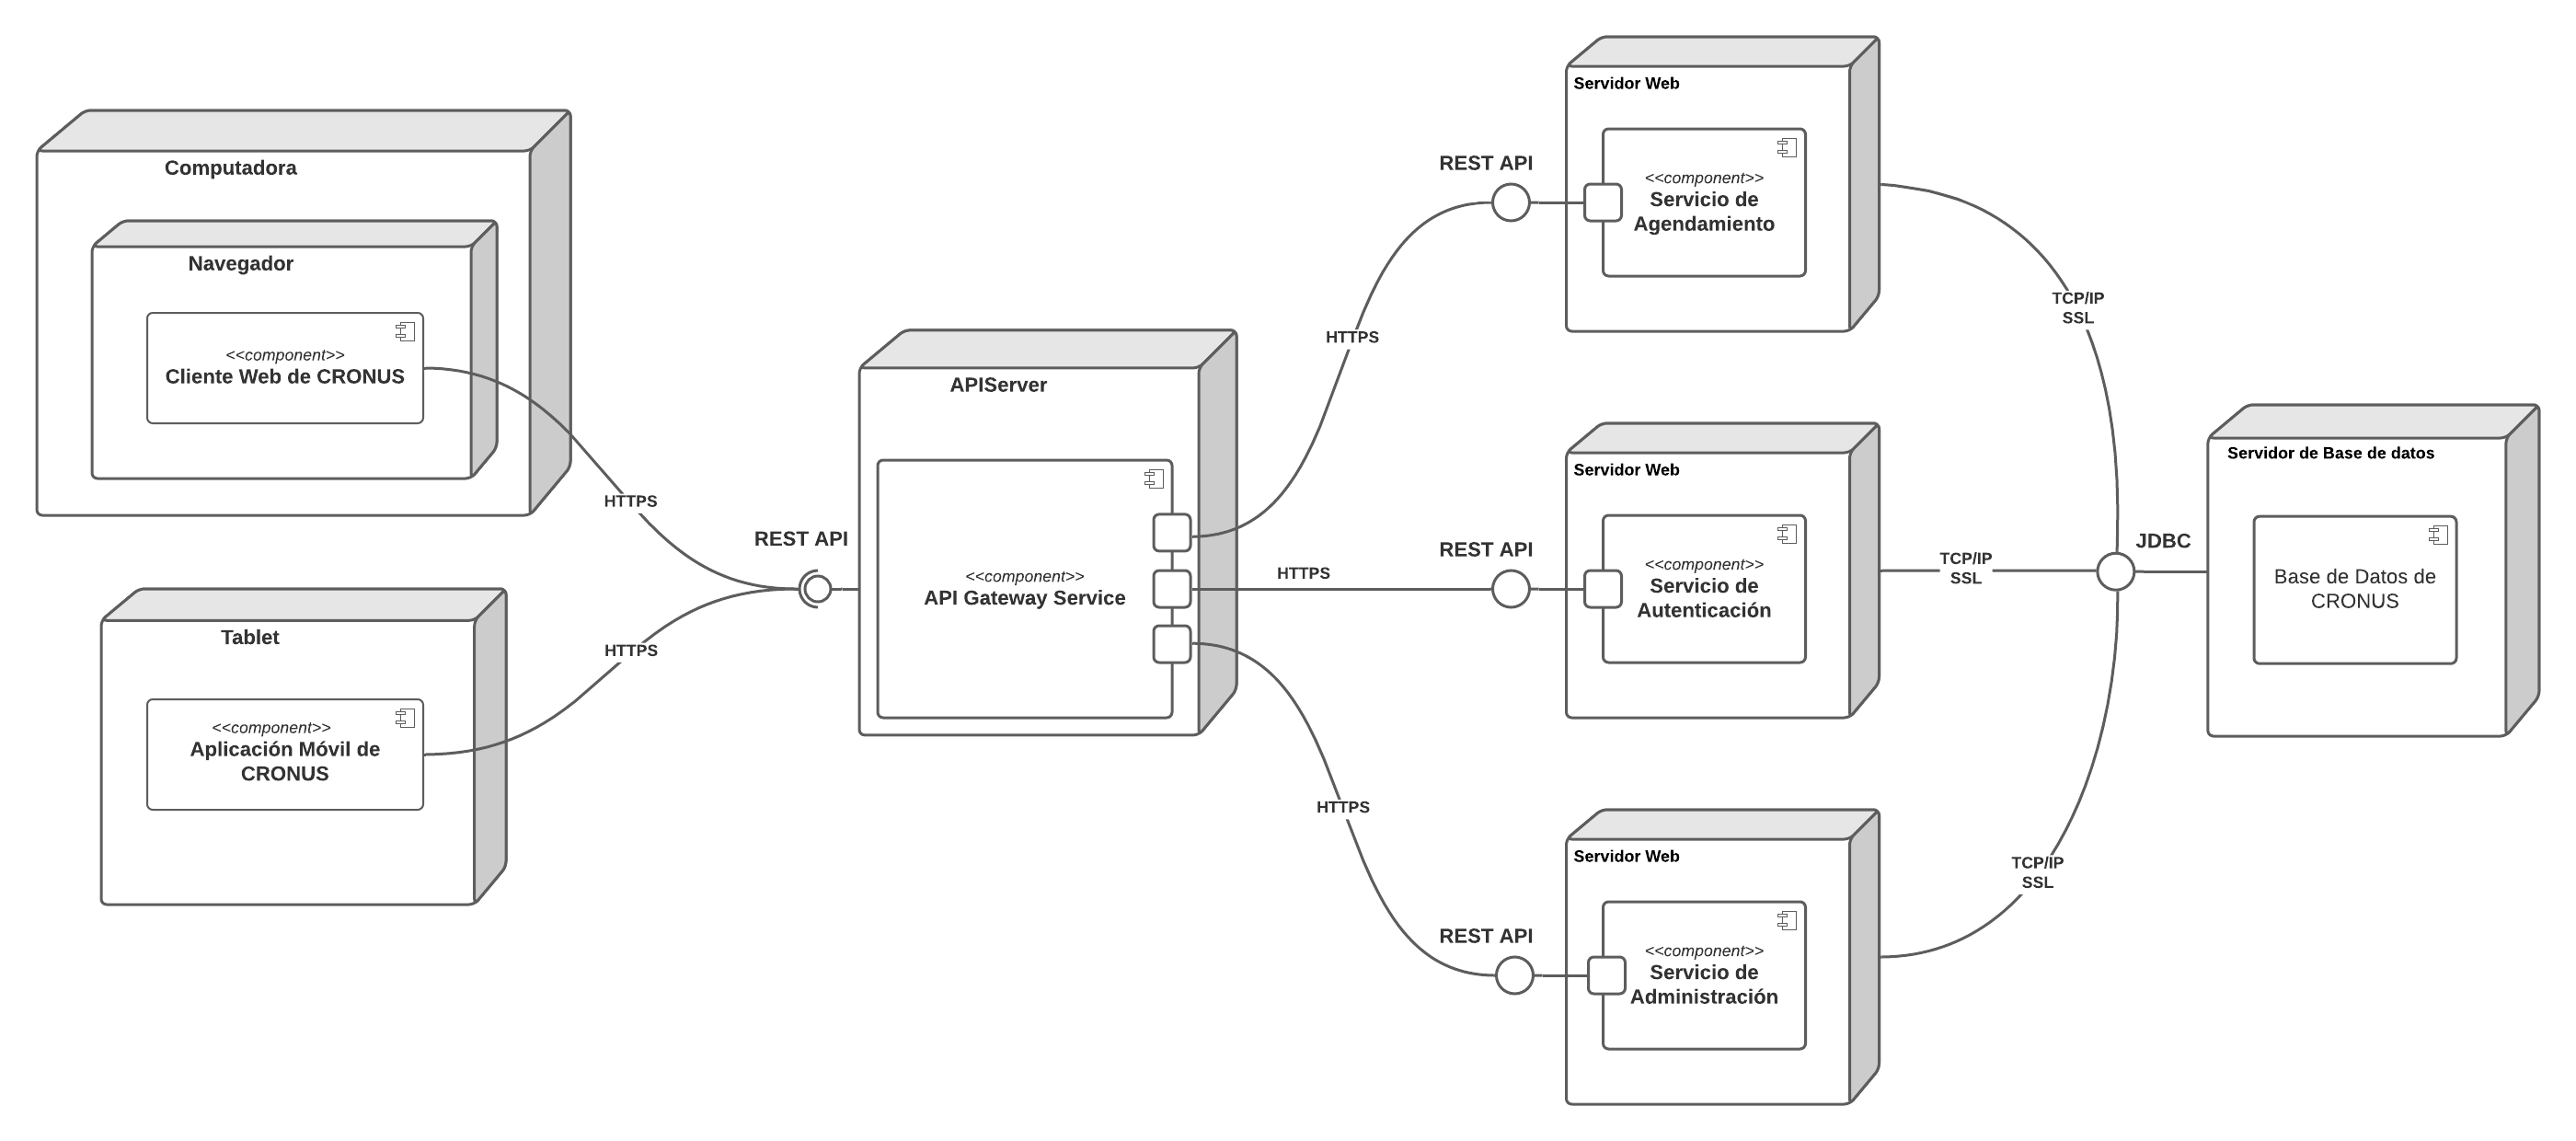 Computadora
Navegador
<<component>>
Cliente Web de CRONUS
HTTPS
Tablet
<<component>>
Aplicación Móvil de
CRONUS
HTTPS
REST API
APIServer
<<component>>
API Gateway Service
HTTPS
HTTPS
HTTPS
REST API
Servidor Web
<<component>>
Servicio de
Agendamiento
REST API
Servidor Web
<<component>>
Servicio de
Autenticación
REST API
Servidor Web
<<component>>
Servicio de
Administración
TCP/IP
SSL
TCP/IP
SSL
TCP/IP
SSL
JDBC
Servidor de Base de datos
Base de Datos de
CRONUS